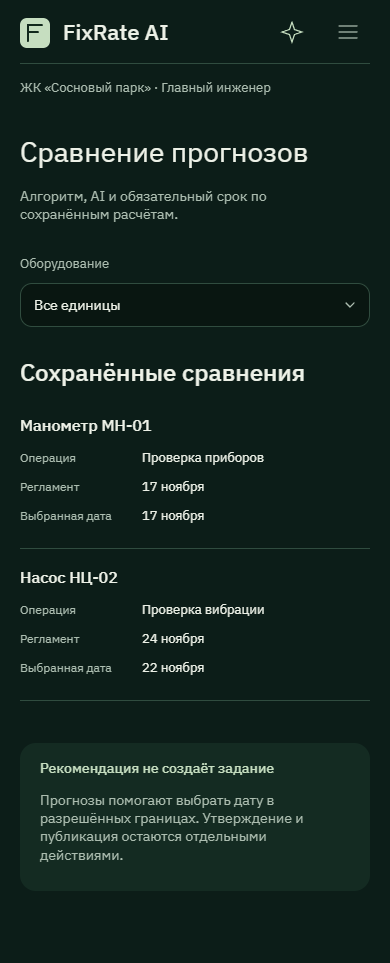 FixRate AI
ЖК «Сосновый парк» · Главный инженер
Сравнение прогнозов
Алгоритм, AI и обязательный срок по
сохранённым расчётам.
Оборудование
Все единицы
Сохранённые сравнения
Манометр МН-01
Операция Проверка приборов
Регламент 17 ноября
Выбранная дата 17 ноября
Насос НЦ-02
Операция Проверка вибрации
Регламент 24 ноября
Выбранная дата 22 ноября
Рекомендация не создаёт задание
Прогнозы помогают выбрать дату в
разрешённых границах. Утверждение и
публикация остаются отдельными
действиями.